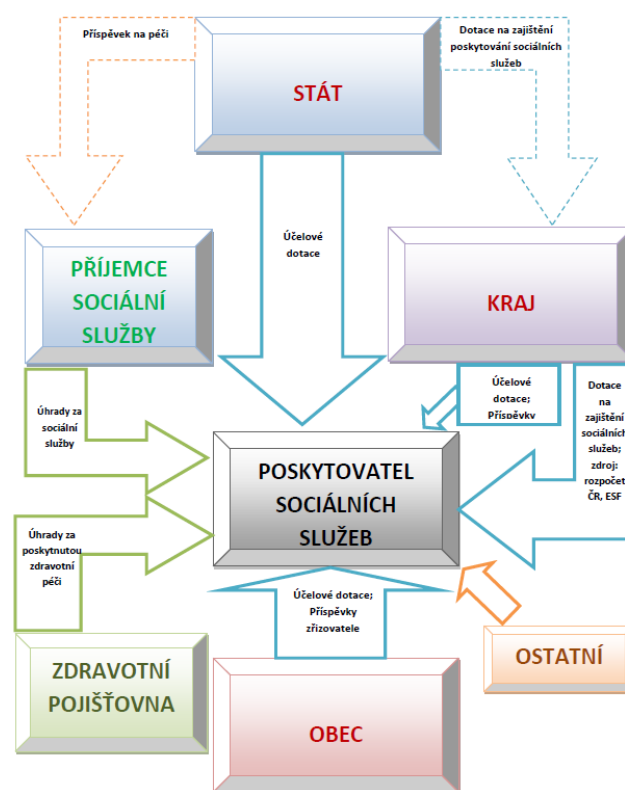 Příspěvek na péči
Dotace na zajištění
poskytování sociálních
služeb
STÁT
Účelové
dotace
PŘÍJEMCE
SOCIÁLNÍ
SLUŽBY
KRAJ
Úhrady za
sociální
služby
Účelové
dotace;
Příspěvky
Dotace
na
zajištění
sociálních
služeb;
zdroj:
rozpočet
ČR, ESF
POSKYTOVATEL
SOCIÁLNÍCH
SLUŽEB
Úhrady za
poskytnutou
zdravotní
péči
Účelové dotace;
Příspěvky
zřizovatele
ZDRAVOTNÍ
POJIŠŤOVNA
OBEC
OSTATNÍ